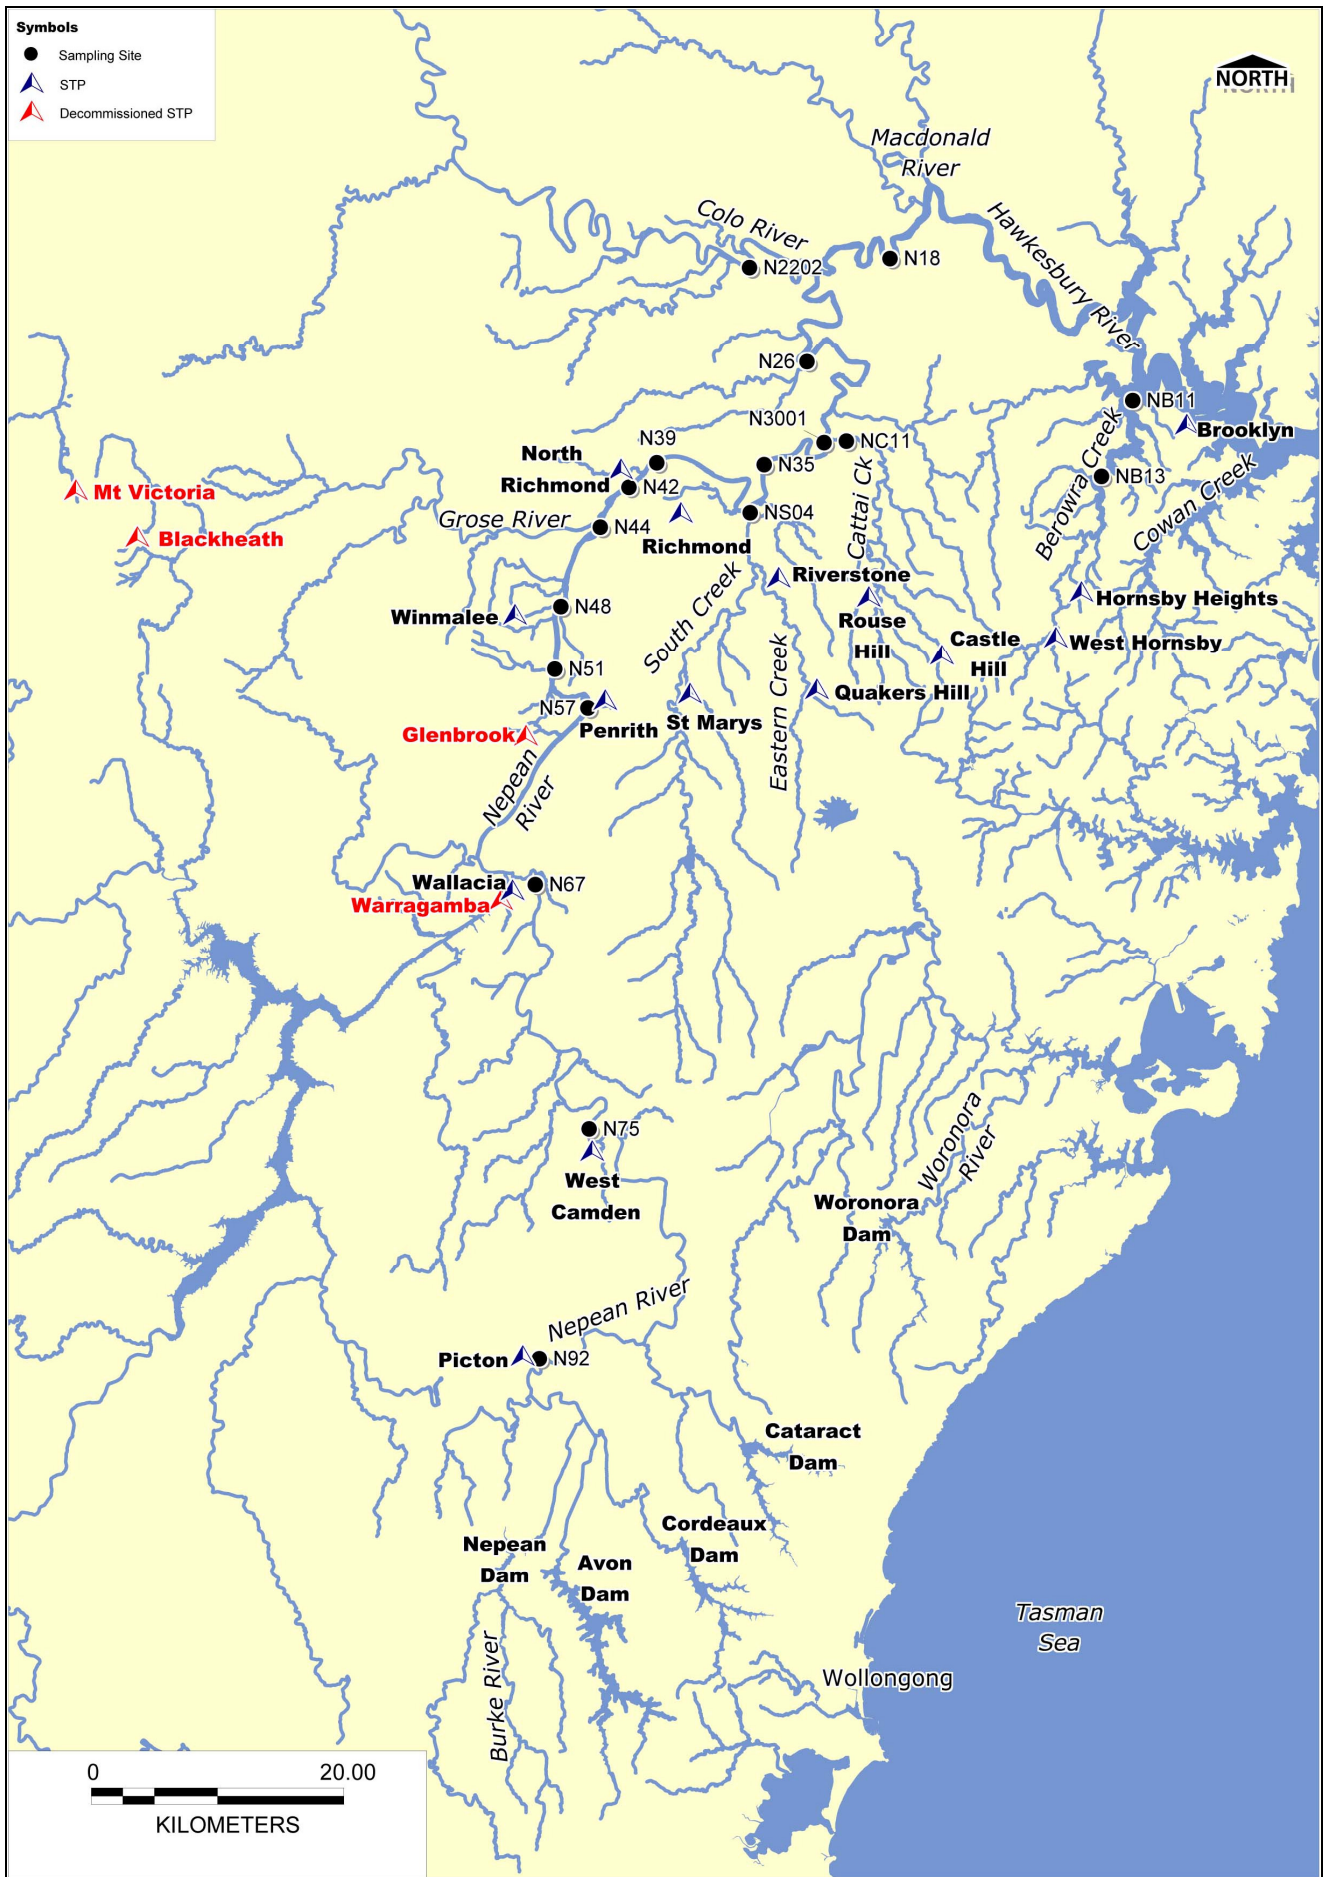 Symbols
Sampling Site
STP
Decommissioned STP
NORTH
Macdonald
River
Colo River
Hawkesbury River
N2202
N18
N26
N3001
NC11
N39
N35
North
Richmond
N42
NS04
Grose River
N44
Richmond
Cattai Ck
NB11
Brooklyn
Berowra Creek
NB13
Cowan Creek
Mt Victoria
Blackheath
Riverstone
Rouse
Hill
Hornsby Heights
Winmalee
N48
South Creek
Castle
Hill
West Hornsby
N51
Eastern Creek
Quakers Hill
N57
Penrith
St Marys
Glenbrook
Nepean
River
Wallacia
N67
Warragamba
N75
West
Camden
Woronora
River
Woronora
Dam
Nepean River
Picton
N92
Cataract
Dam
Cordeaux
Dam
Nepean
Dam
Avon
Dam
Burke River
Tasman
Sea
Wollongong
0 20.00
KILOMETERS